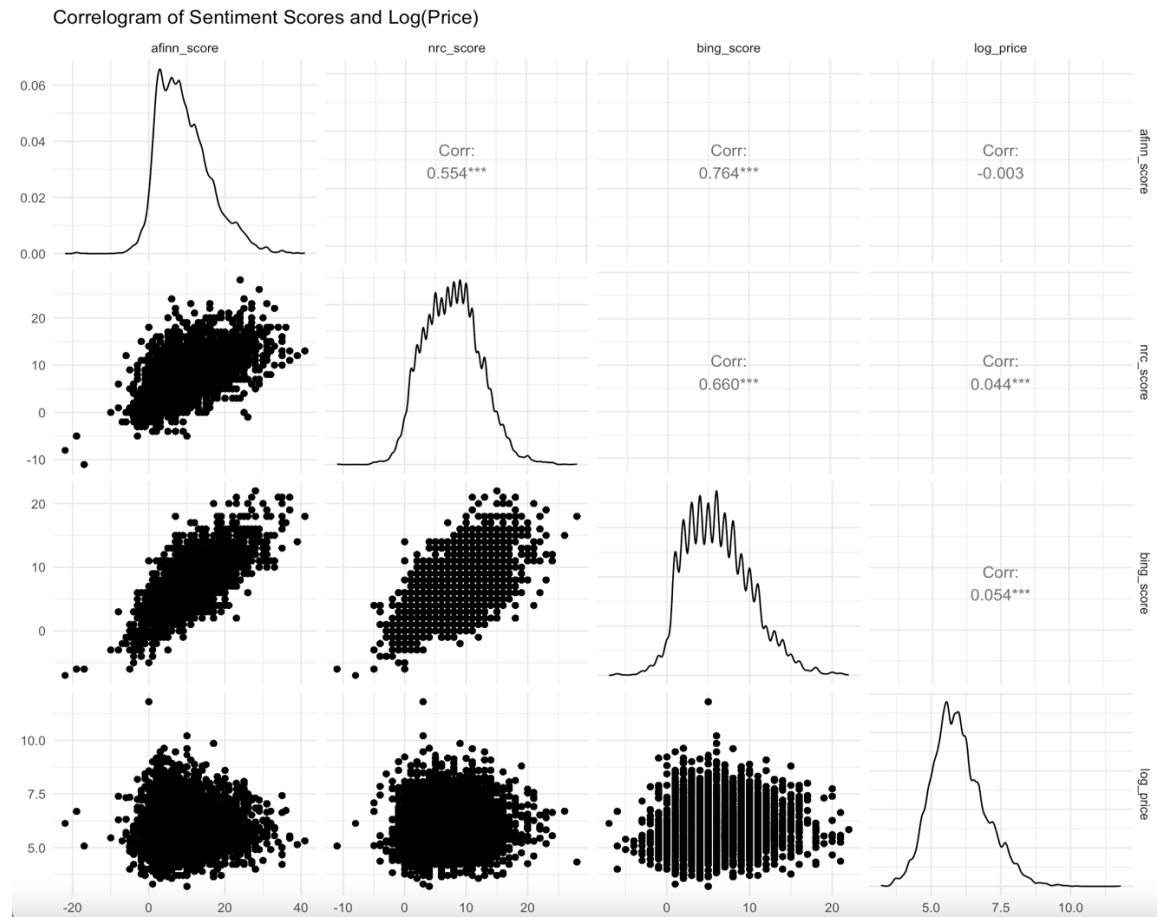 Correlogram of Sentiment Scores and Log(Price)
afinn_score nrc_score bing_score log_price
0.06
0.04
0.02
0.00
Corr:
0.554***
Corr:
0.764***
Corr:
-0.003
afinn_score
20
10
0
-10
Corr:
0.660***
Corr:
0.044***
nrc_score
20
10
0
Corr:
0.054***
bing_score
10.0
7.5
5.0
log_price
-20 0 20 40 -10 0 10 20 0 10 20 5.0 7.5 10.0